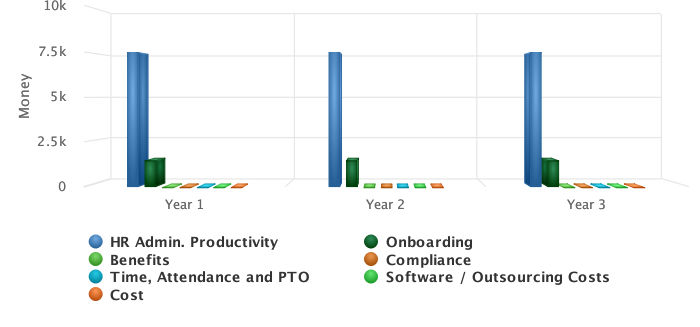 10k
7.5k
5k
2.5k
0
Money
Year 1 Year 2 Year 3
HR Admin. Productivity Onboarding
Benefits Compliance
Time, Attendance and PTO Software / Outsourcing Costs
Cost